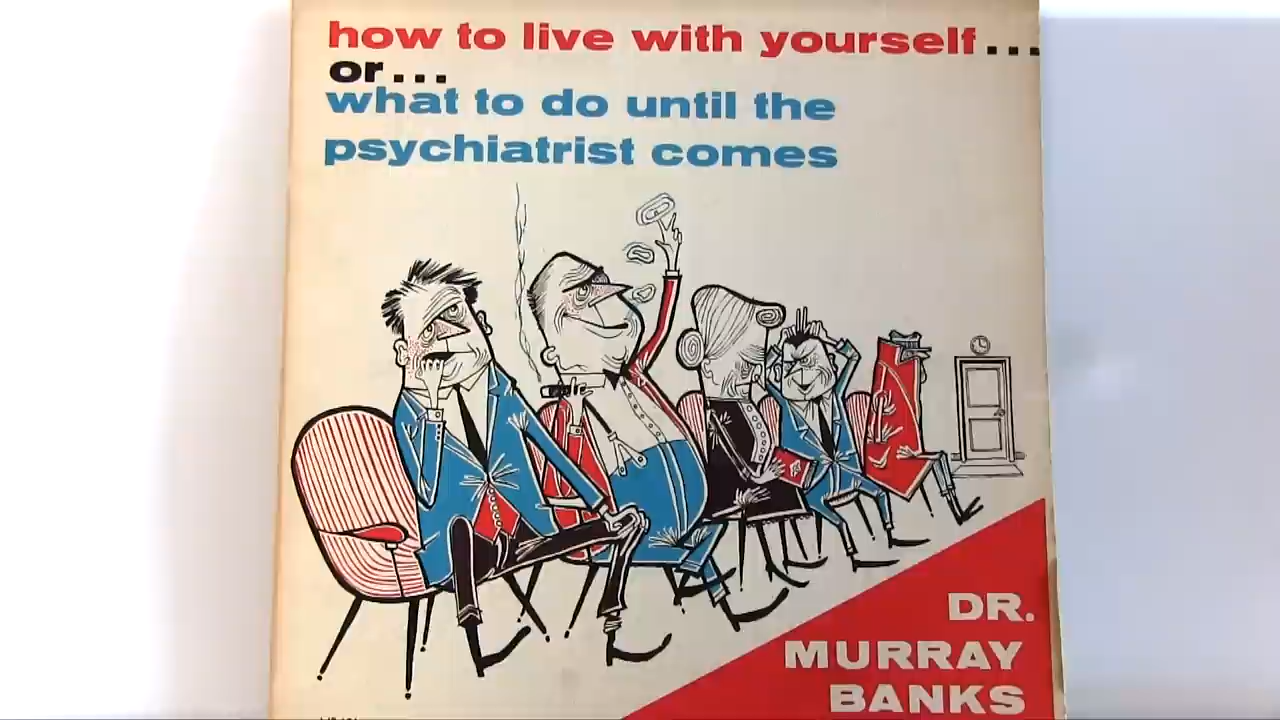 how to live with yourself...
or...
what to do until the
psychiatrist comes
DR.
MURRAY
BANKS